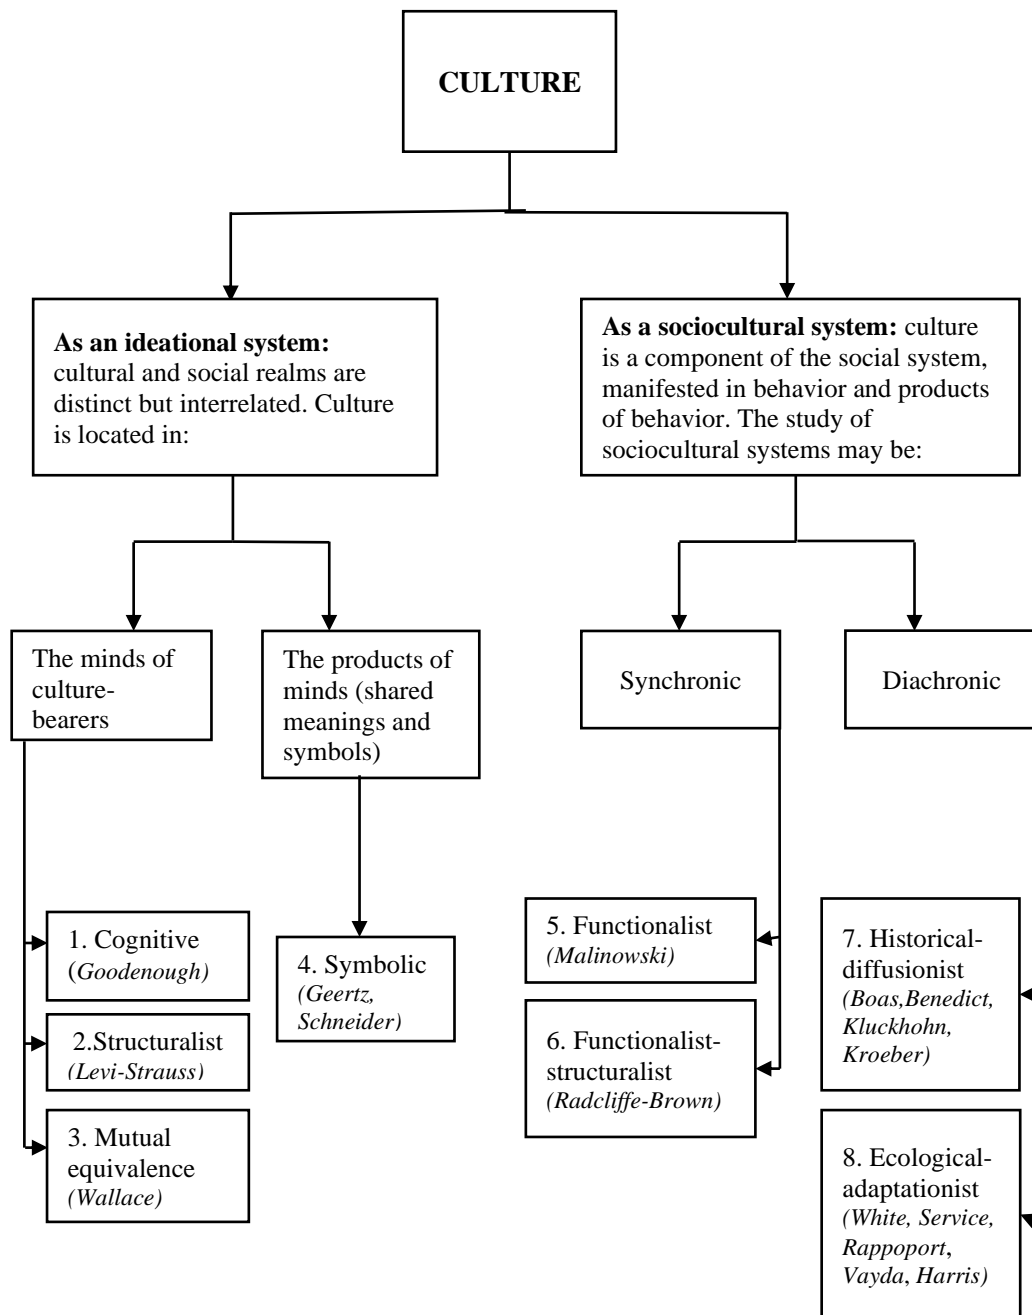 CULTURE
As an ideational system:
cultural and social realms are
distinct but interrelated. Culture
is located in:
As a sociocultural system: culture
is a component of the social system,
manifested in behavior and products
of behavior. The study of
sociocultural systems may be:
The minds of
culture-
bearers
The products of
minds (shared
meanings and
symbols)
Synchronic
Diachronic
1. Cognitive
(Goodenough)
2.Structuralist
(Levi-Strauss)
3. Mutual
equivalence
(Wallace)
4. Symbolic
(Geertz,
Schneider)
5. Functionalist
(Malinowski)
6. Functionalist-
structuralist
(Radcliffe-Brown)
7. Historical-
diffusionist
(Boas,Benedict,
Kluckhohn,
Kroeber)
8. Ecological-
adaptationist
(White, Service,
Rappoport,
Vayda, Harris)